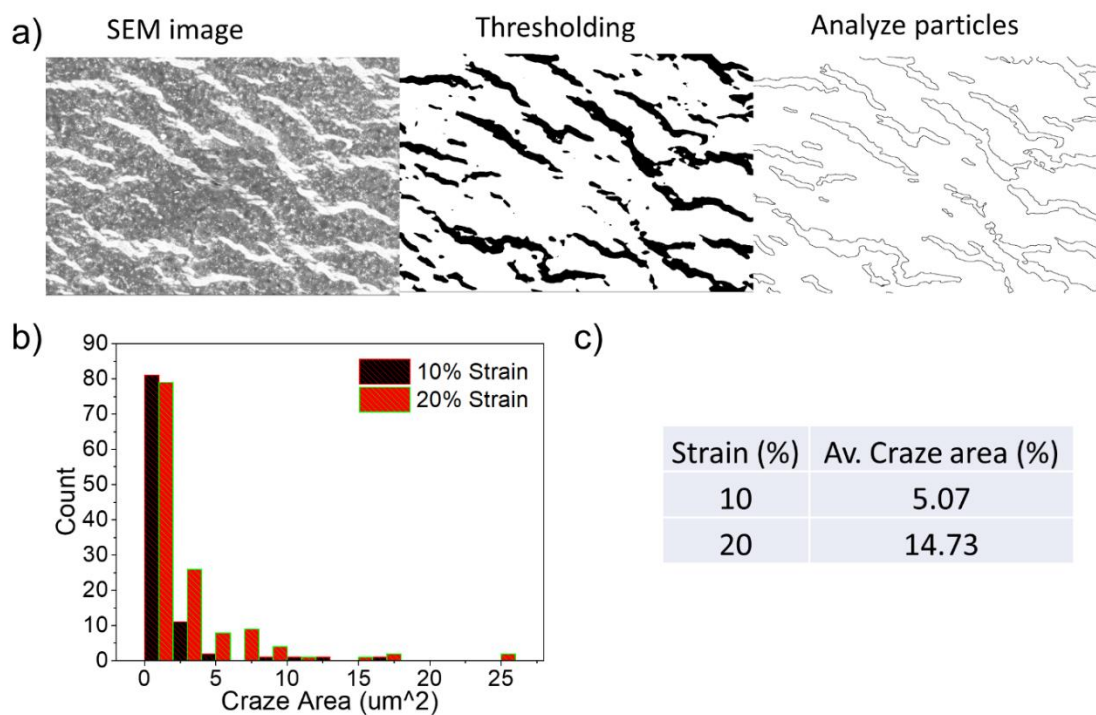 a)
SEM image
Thresholding
Analyze particles
b)
90
80
70
60
50
40
30
20
10
0
Count
10% Strain
20% Strain
0 5 10 15 20 25
Craze Area (um^2)
c)
Strain (%) Av. Craze area (%)
10 5.07
20 14.73